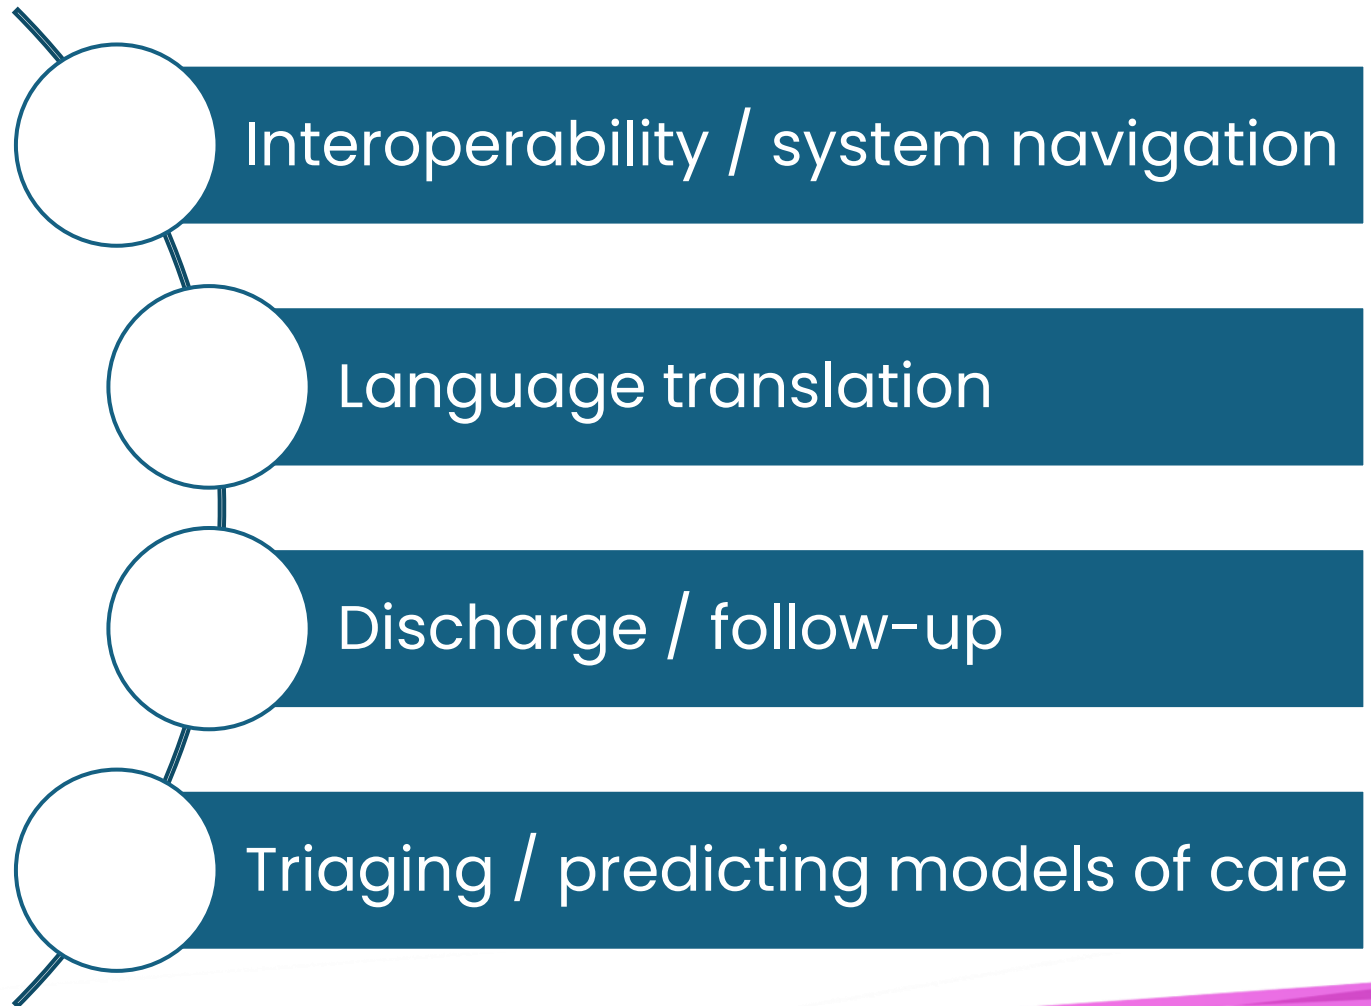 Interoperability / system navigation
Language translation
Discharge / follow-up
Triaging / predicting models of care